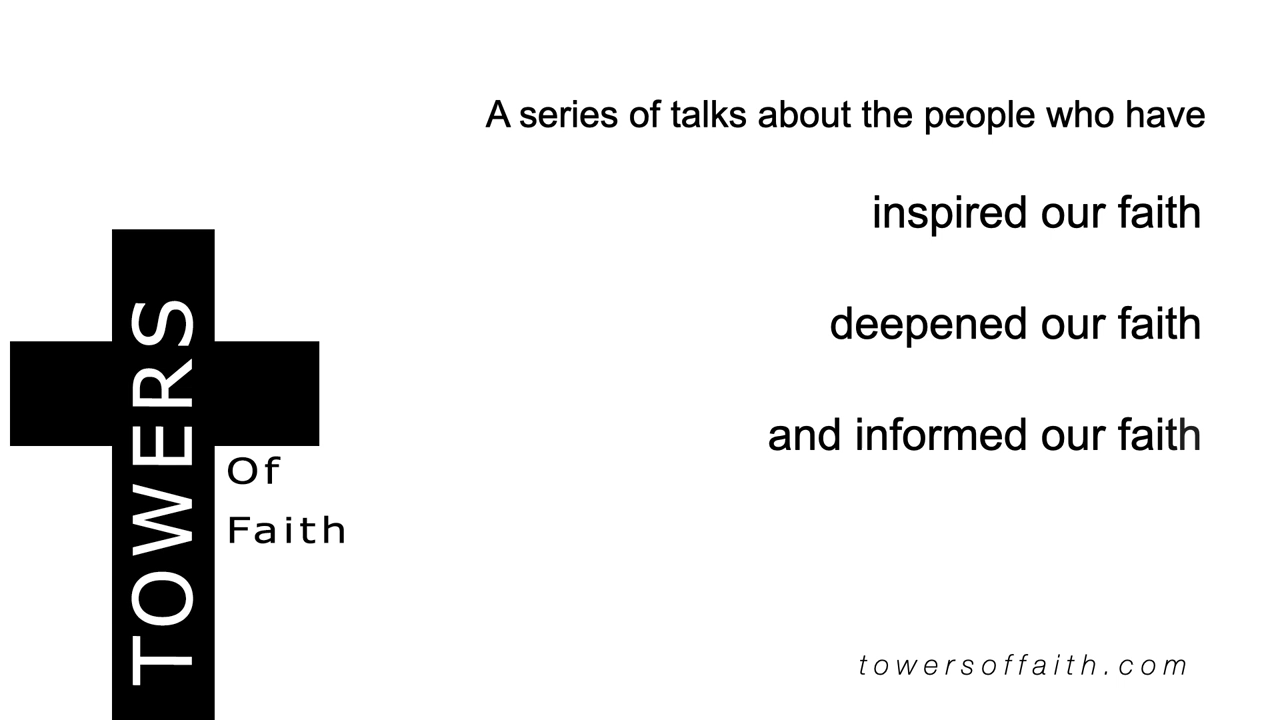 A series of talks about the people who have
inspired our faith
deepened our faith
and informed our faith
TOWERS
Of
Faith
towersoffaith.com